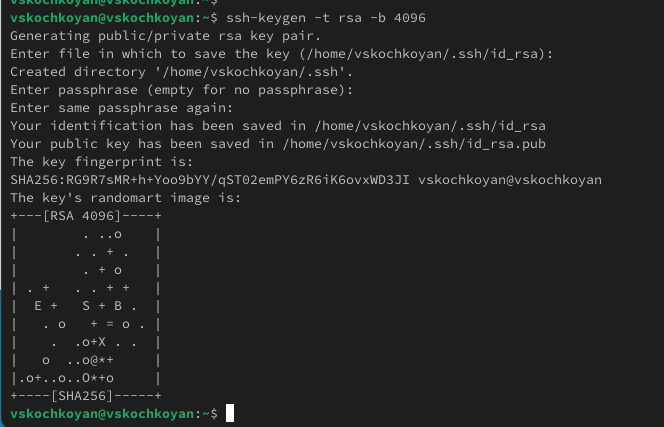 vskochkoyan@vskochkoyan:~$
vskochkoyan@vskochkoyan:~$ ssh-keygen -t rsa -b 4096
Generating public/private rsa key pair.
Enter file in which to save the key (/home/vskochkoyan/.ssh/id_rsa):
Created directory '/home/vskochkoyan/.ssh'.
Enter passphrase (empty for no passphrase):
Enter same passphrase again:
Your identification has been saved in /home/vskochkoyan/.ssh/id_rsa
Your public key has been saved in /home/vskochkoyan/.ssh/id_rsa.pub
The key fingerprint is:
SHA256:RG9R7sMR+h+Yoo9bYY/qST02emPY6zR6iK6ovxWD3JI vskochkoyan@vskochkoyan
The key's randomart image is:
+---[RSA 4096]----+
|        . ..o    |
|       . . + .   |
|        . + o    |
| . +   . . + +   |
|  E +   S + B .  |
|   . o   + = o . |
|    .  .o+X . .  |
|   o  ..o@*+     |
|.o+..o..O*+o     |
+----[SHA256]-----+
vskochkoyan@vskochkoyan:~$